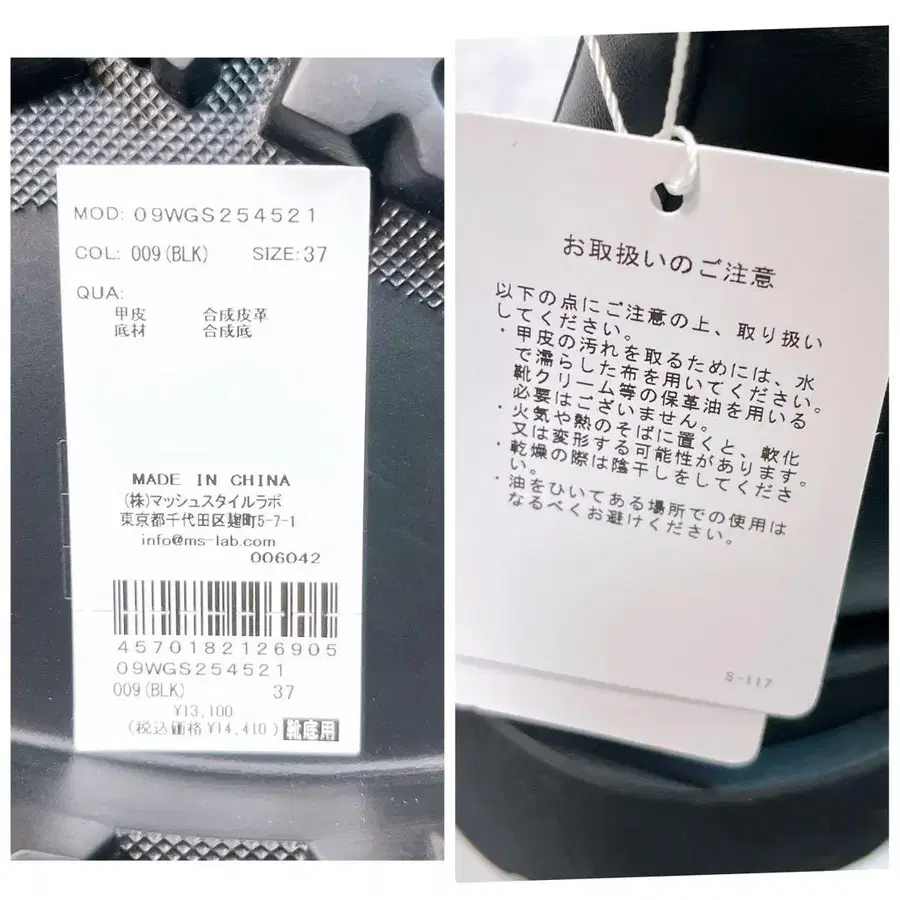 MOD: 09WGS254521
COL: 009(BLK) SIZE: 37
QUA:
甲皮 合成皮革
底材 合成底
MADE IN CHINA
(株)マッシュスタイルラボ
東京都千代田区麹町5-7-1
info@ms-lab.com
006042
4570182126905
09WGS254521
009(BLK) 37
¥13,100
(税込価格¥14,410)
お取扱いのご注意
以下の点にご注意の上、取り扱い
してください。
・甲皮の汚れを取るためには、水
で濡らした布を用いてください。
靴クリーム等の保革油を用いる
必要はございません。
・火気や熱のそばに置くと、軟化
又は変形する可能性があります。
・乾燥の際は陰干しをしてくださ
い。
・油をひいてある場所での使用は
なるべくお避けください。
S-117